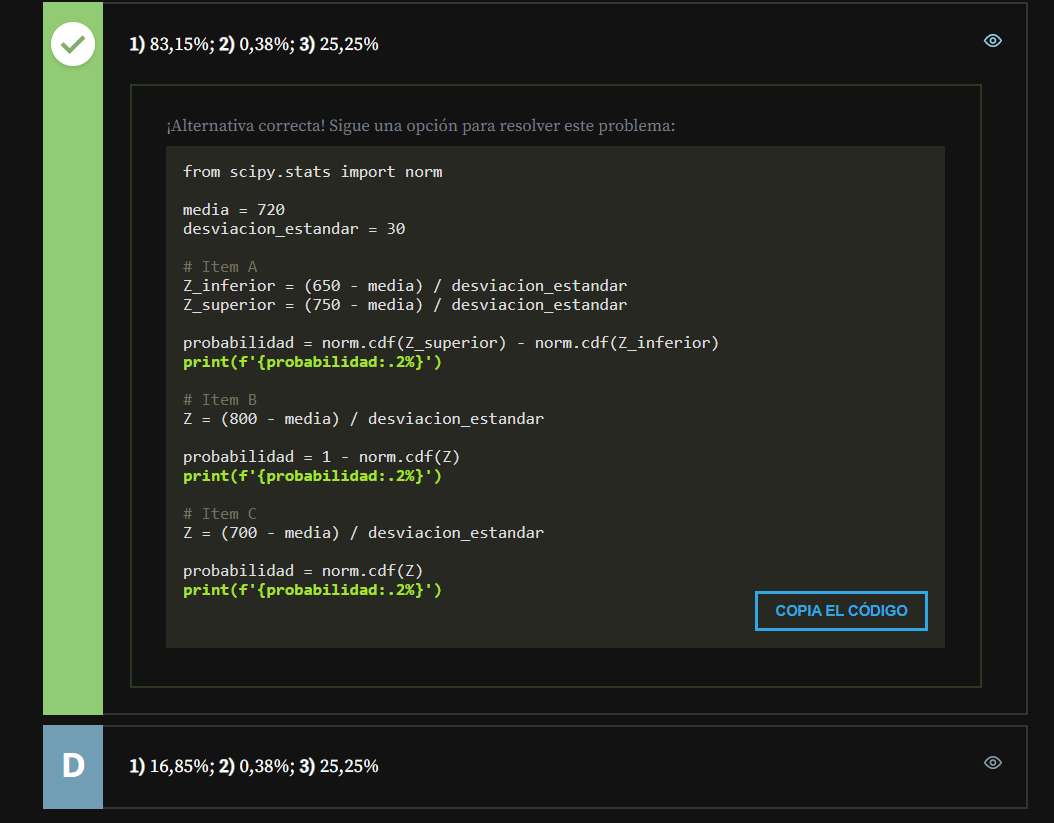 1) 83,15%; 2) 0,38%; 3) 25,25%
¡Alternativa correcta! Sigue una opción para resolver este problema:
from scipy.stats import norm
media = 720
desviacion_estandar = 30
# Item A
Z_inferior = (650 - media) / desviacion_estandar
Z_superior = (750 - media) / desviacion_estandar
probabilidad = norm.cdf(Z_superior) - norm.cdf(Z_inferior)
print(f'{probabilidad:.2%}')
# Item B
Z = (800 - media) / desviacion_estandar
probabilidad = 1 - norm.cdf(Z)
print(f'{probabilidad:.2%}')
# Item C
Z = (700 - media) / desviacion_estandar
probabilidad = norm.cdf(Z)
print(f'{probabilidad:.2%}')
COPIA EL CÓDIGO
D
1) 16,85%; 2) 0,38%; 3) 25,25%